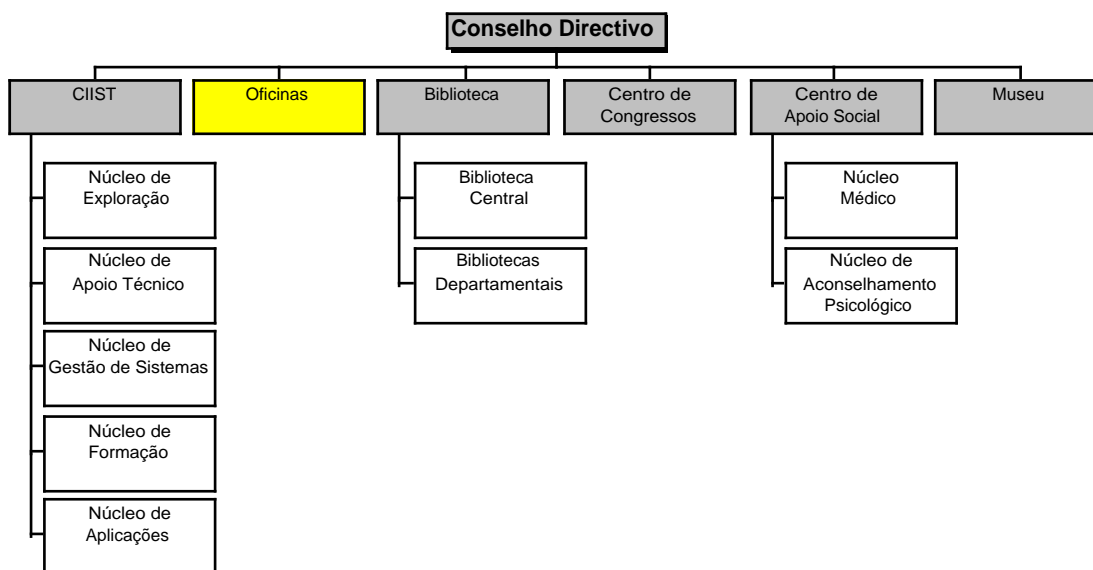 Conselho Directivo
CIIST
Oficinas
Biblioteca
Centro de
Congressos
Centro de
Apoio Social
Museu
Núcleo de
Exploração
Núcleo de
Apoio Técnico
Núcleo de
Gestão de Sistemas
Núcleo de
Formação
Núcleo de
Aplicações
Biblioteca
Central
Bibliotecas
Departamentais
Núcleo
Médico
Núcleo de
Aconselhamento
Psicológico